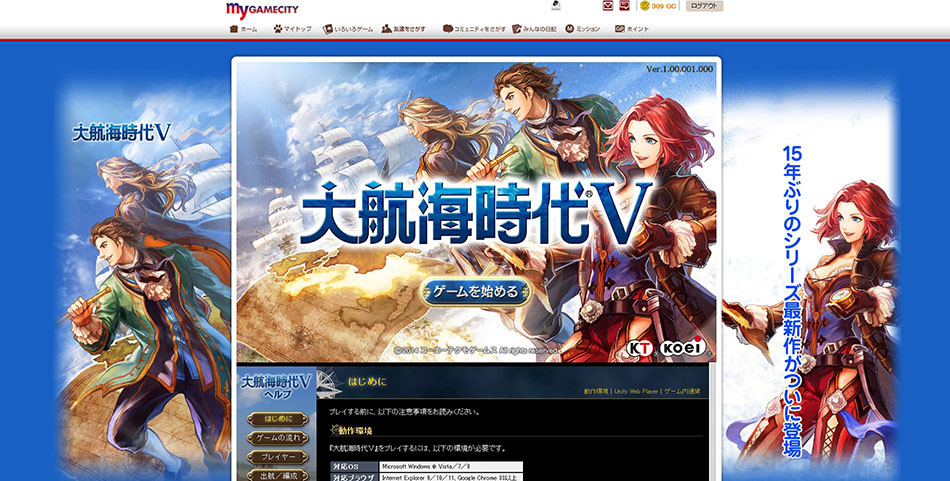 my GAMECITY
309 GC
ログアウト
ホーム
マイトップ
いろいろゲーム
友達をさがす
コミュニティをさがす
みんなの日記
ミッション
ポイント
大航海時代V
Ver.1.00.001.000
大航海時代®V
ゲームを始める
©2014 コーエーテクモゲームス All rights reserved.
KT KOEI
15年ぶりのシリーズ最新作がついに登場
大航海時代V
ヘルプ
はじめに
ゲームの流れ
プレイヤー
出航/編成
はじめに
動作環境 | Unity Web Player | ゲーム内通貨
プレイする前に、以下の注意事項をお読みください。
動作環境
『大航海時代V』をプレイするには、以下の環境が必要です。
対応OS
Microsoft Windows ® Vista/7/8
対応ブラウザ
Internet Explorer 9/10/11、Google Chrome 33以上